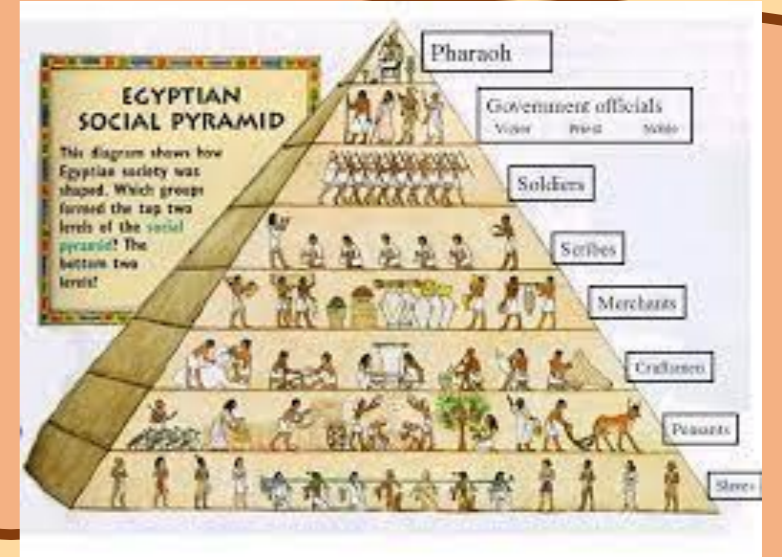 EGYPTIAN
SOCIAL PYRAMID
This diagram shows how
Egyptian society was
shaped. Which groups
formed the top two
levels of the social
pyramid? The
bottom two
levels?
Pharaoh
Government officials
Vizier Priest Noble
Soldiers
Scribes
Merchants
Craftsmen
Peasants
Slaves